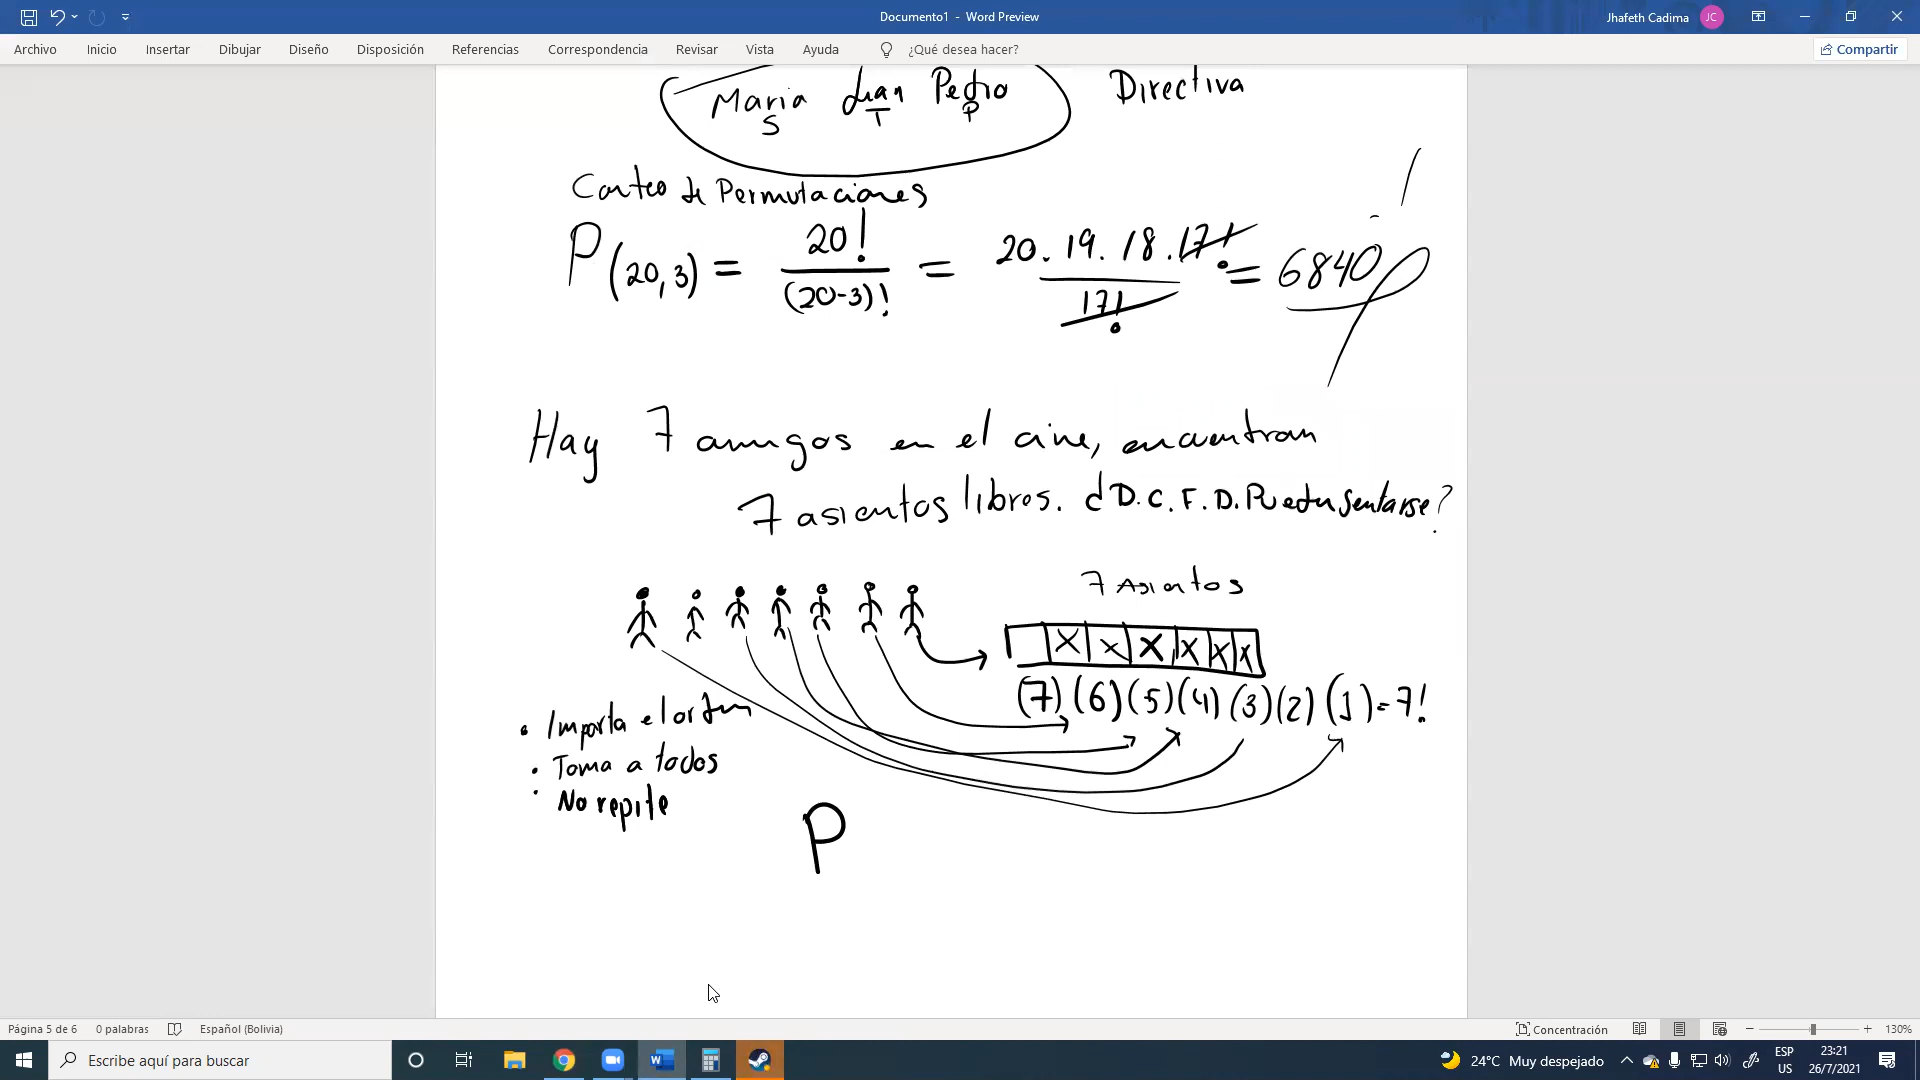 Documento1 - Word Preview
Jhafeth Cadima
JC
Archivo Inicio Insertar Dibujar Diseño Disposición Referencias Correspondencia Revisar Vista Ayuda ¿Qué desea hacer? Compartir
Maria Juan Pedro Directiva
S T P
Conteo de Permutaciones
P(20,3) = 20! / (20-3)! = 20. 19. 18. 17! / 17! = 6840
Hay 7 amigos en el cine, encuentran
7 asientos libres. ¿D.C.F.D. Pueden sentarse?
7 Asientos
X X X X X X
(7) (6) (5) (4) (3) (2) (1) = 7!
• Importa el orden
• Toma a todos
• No repite
P
Página 5 de 6 0 palabras Español (Bolivia) Concentración 130%
Escribe aquí para buscar
24°C Muy despejado
ESP
US
23:21
26/7/2021